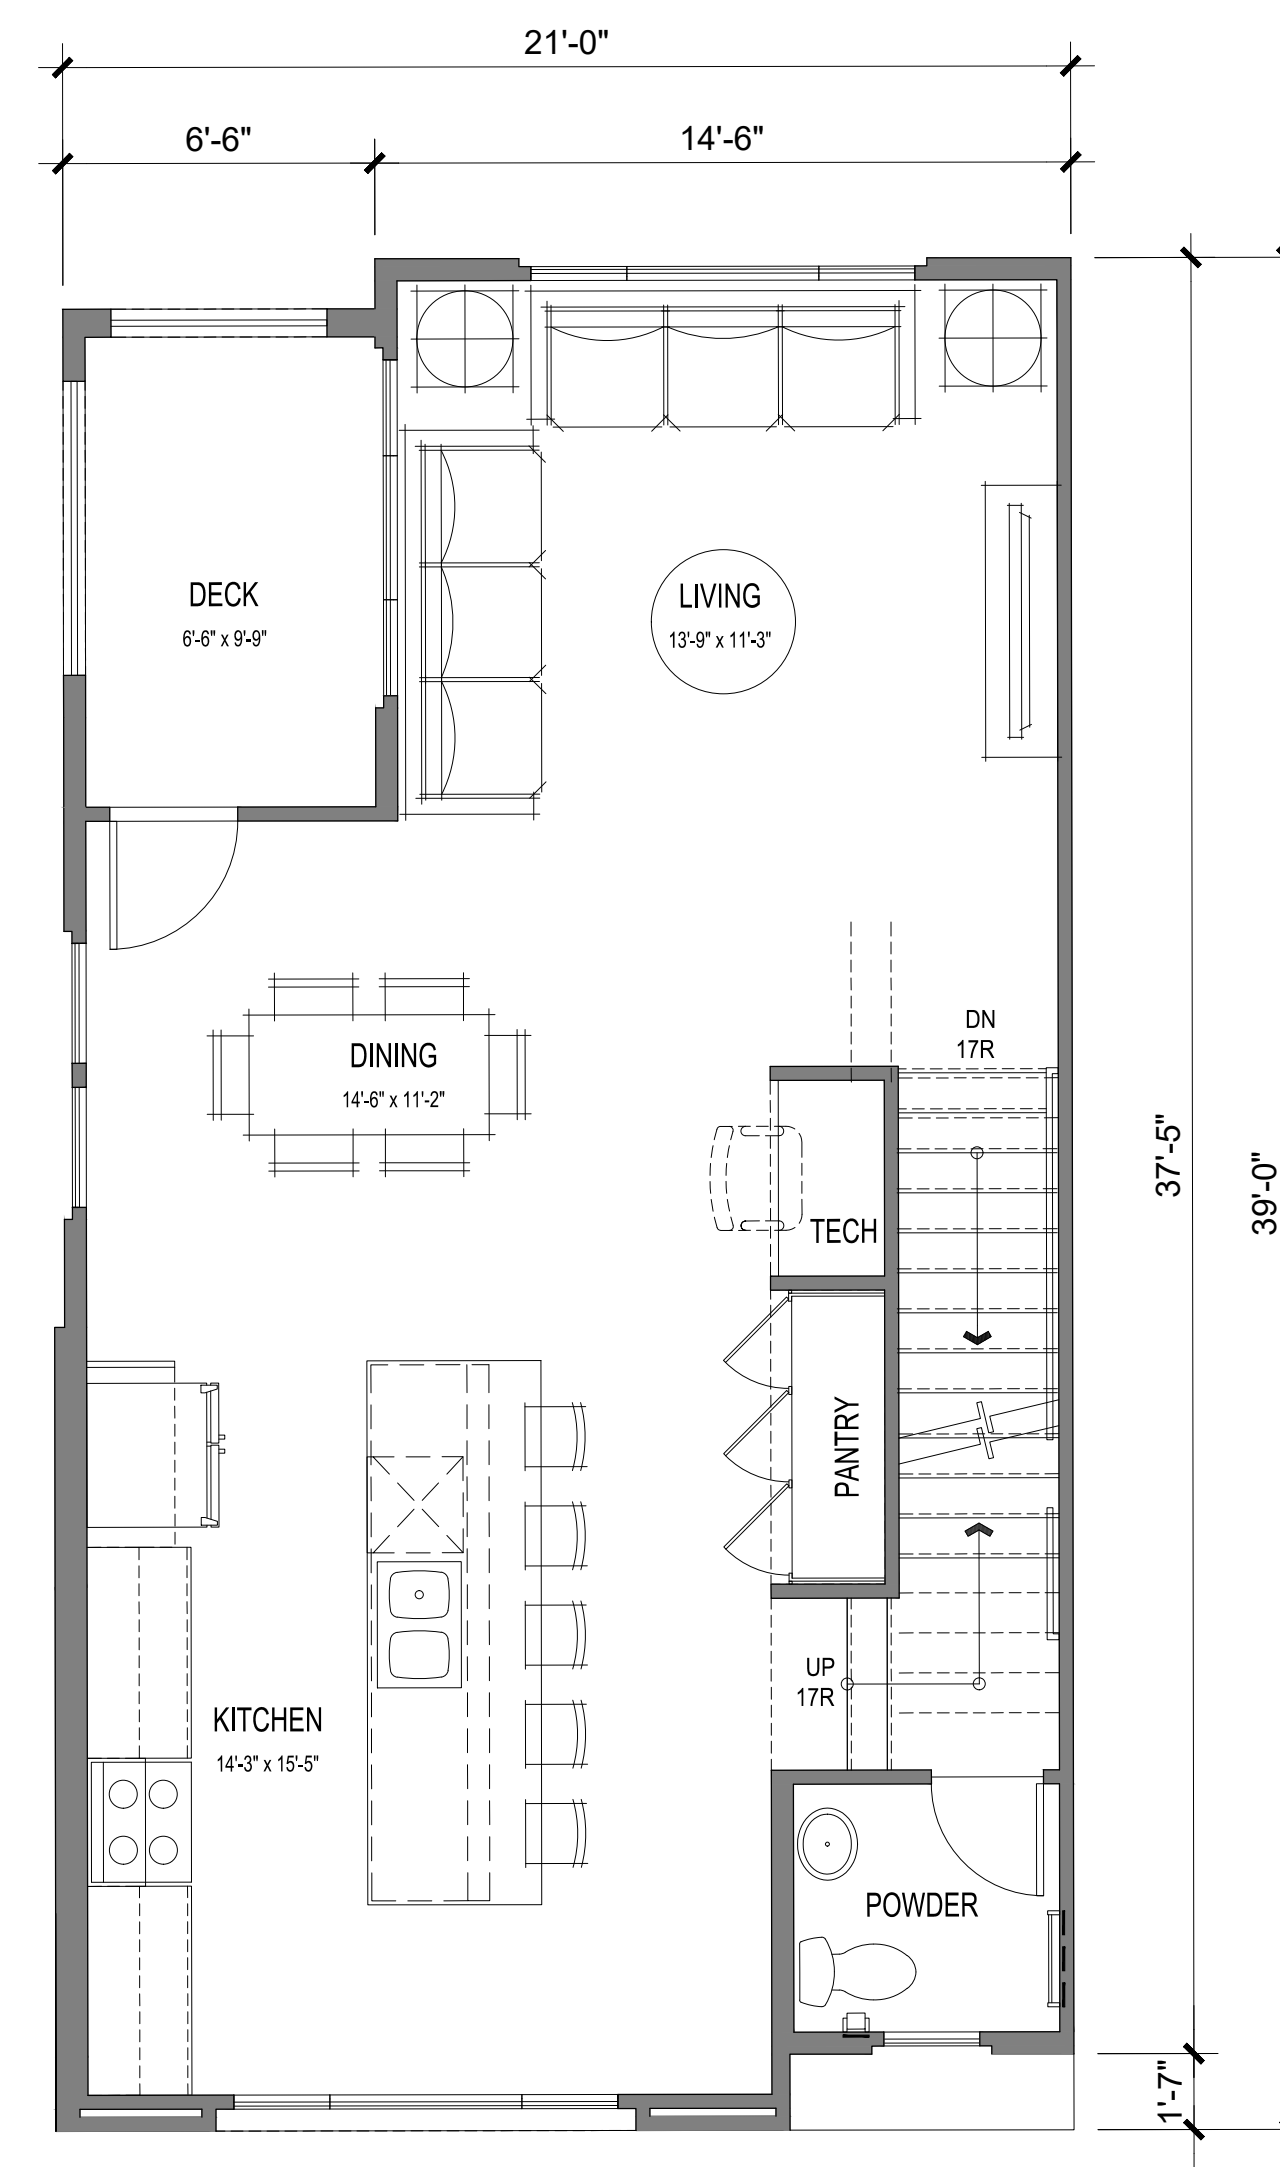 21'-0"
6'-6"
14'-6"
DECK
6'-6" x 9'-9"
LIVING
13'-9" x 11'-3"
DN
17R
DINING
14'-6" x 11'-2"
37'-5"
39'-0"
TECH
PANTRY
UP
17R
KITCHEN
14'-3" x 15'-5"
POWDER
1'-7"